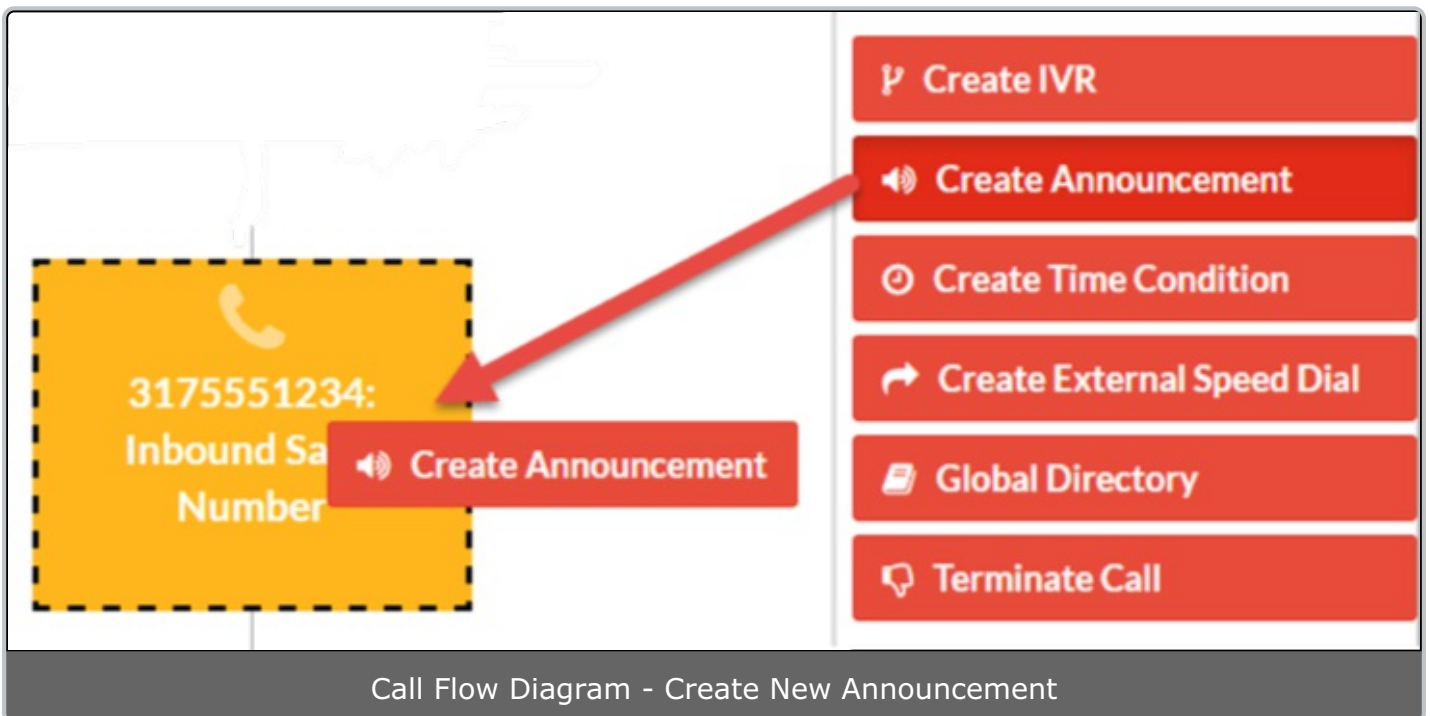 Create IVR
Create Announcement
Create Time Condition
Create External Speed Dial
Global Directory
Terminate Call
3175551234:
Inbound Sa
Number
Create Announcement
Call Flow Diagram - Create New Announcement